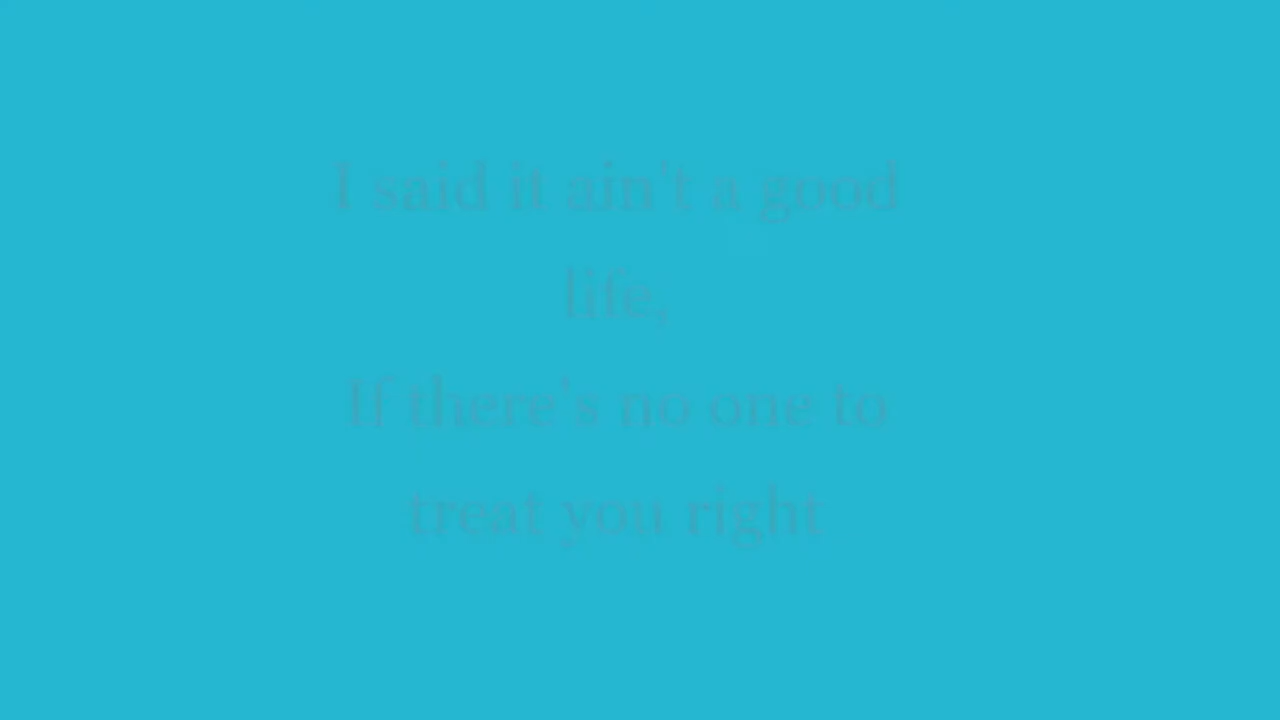 I said it ain't a good
life,
If there's no one to
treat you right